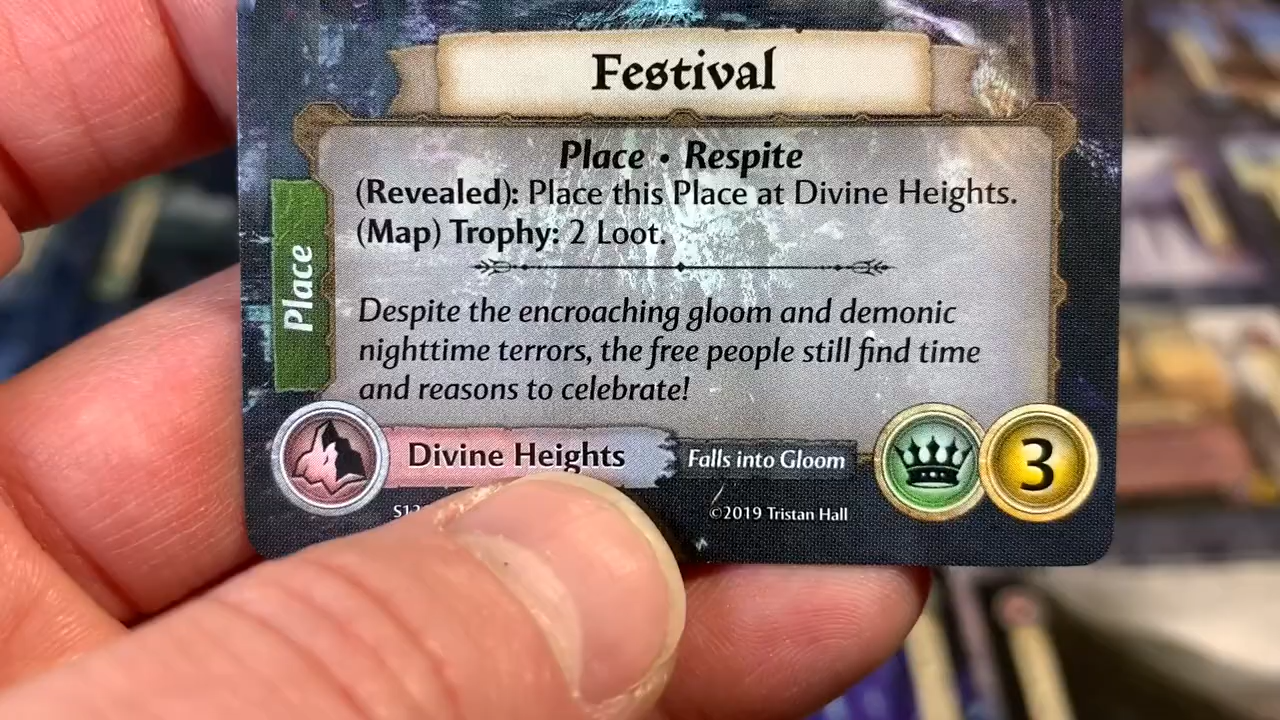 Festival
Place • Respite
(Revealed): Place this Place at Divine Heights.
(Map) Trophy: 2 Loot.
Despite the encroaching gloom and demonic
nighttime terrors, the free people still find time
and reasons to celebrate!
Place
Divine Heights
Falls into Gloom
3
©2019 Tristan Hall